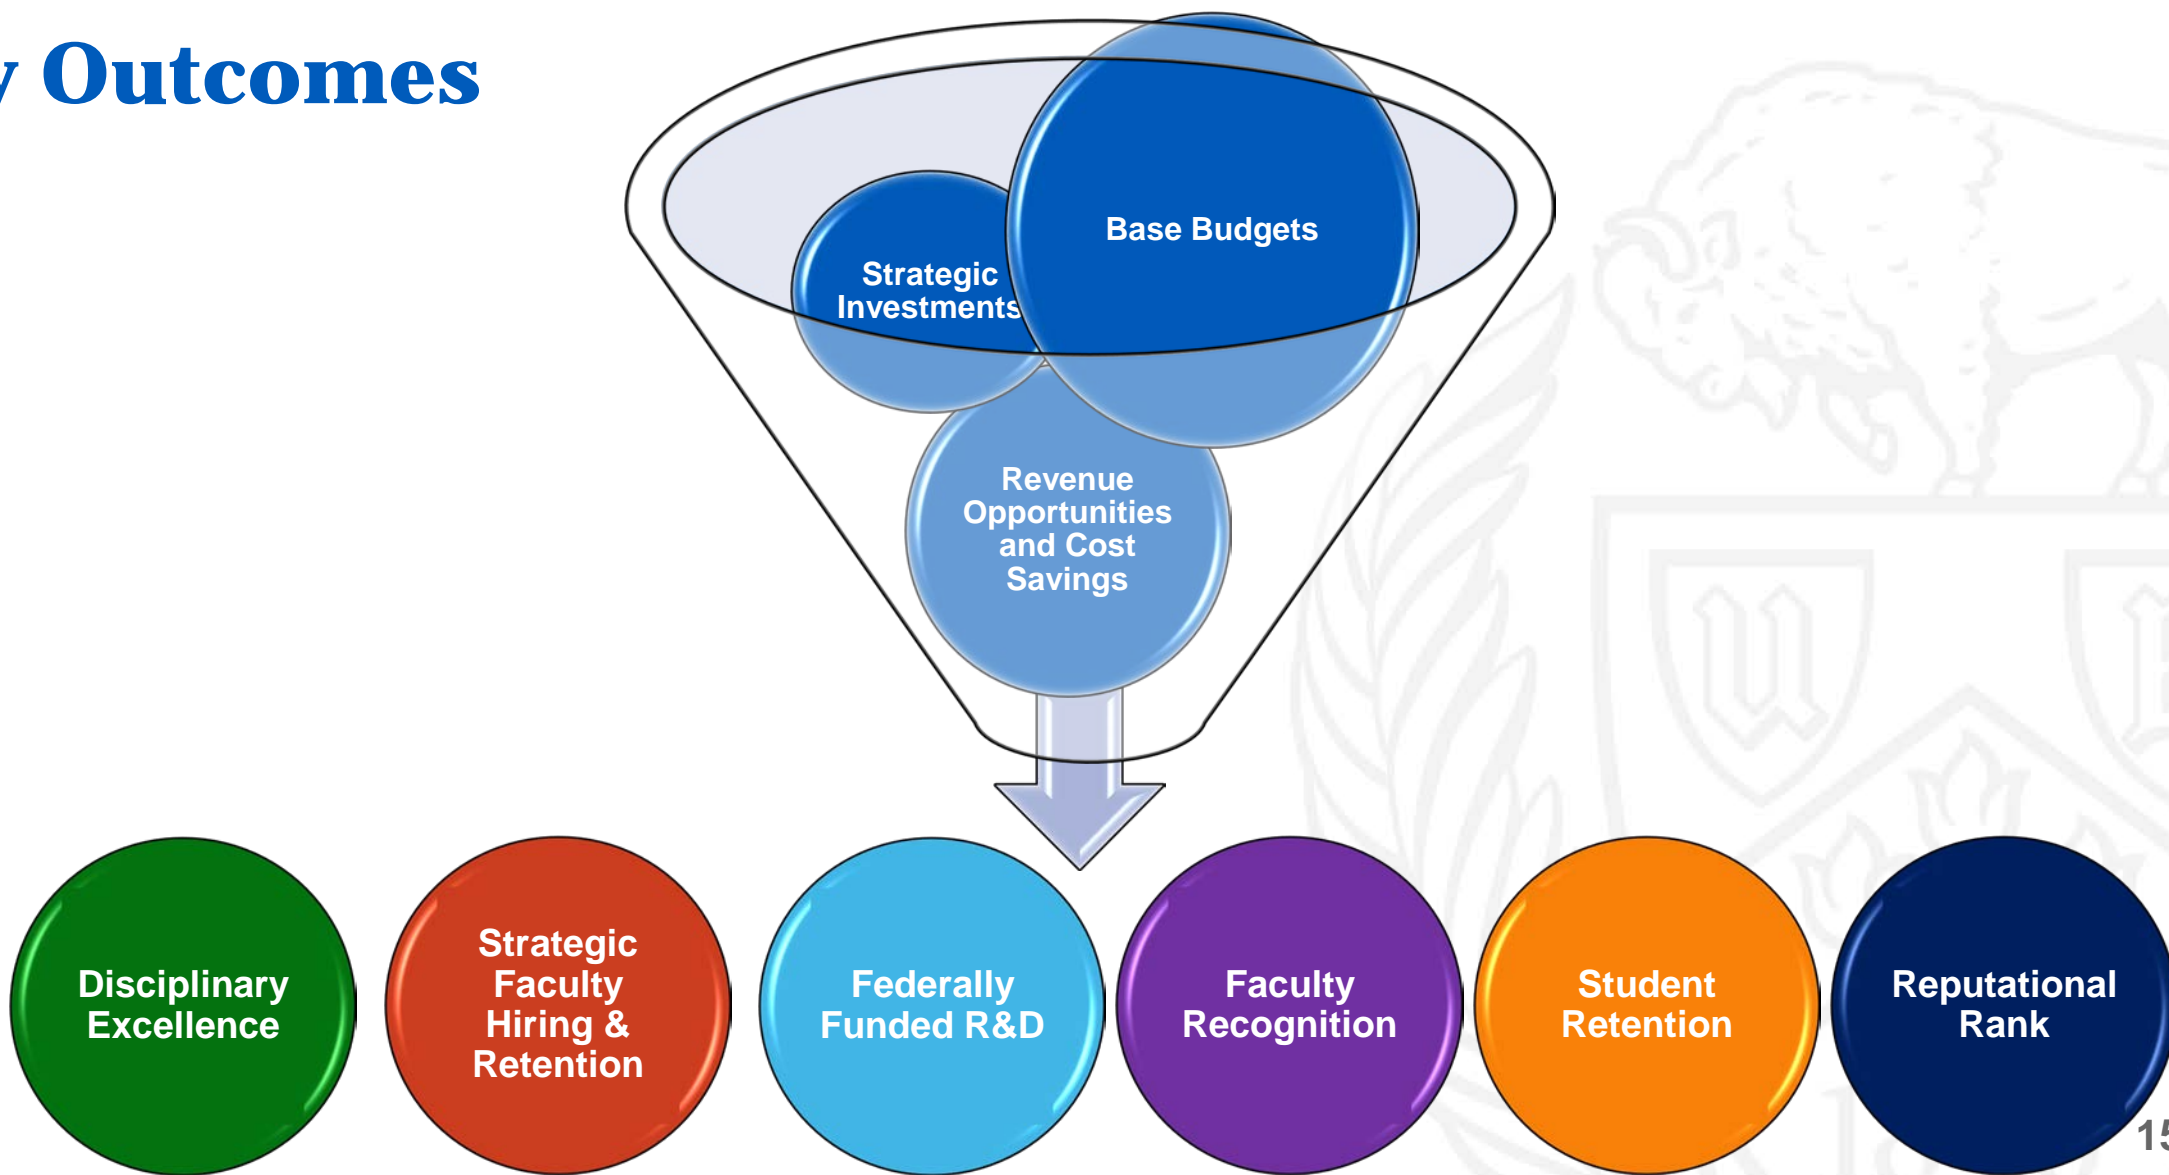 y Outcomes
Base Budgets
Strategic
Investments
Revenue
Opportunities
and Cost
Savings
Disciplinary
Excellence
Strategic
Faculty
Hiring &
Retention
Federally
Funded R&D
Faculty
Recognition
Student
Retention
Reputational
Rank
15